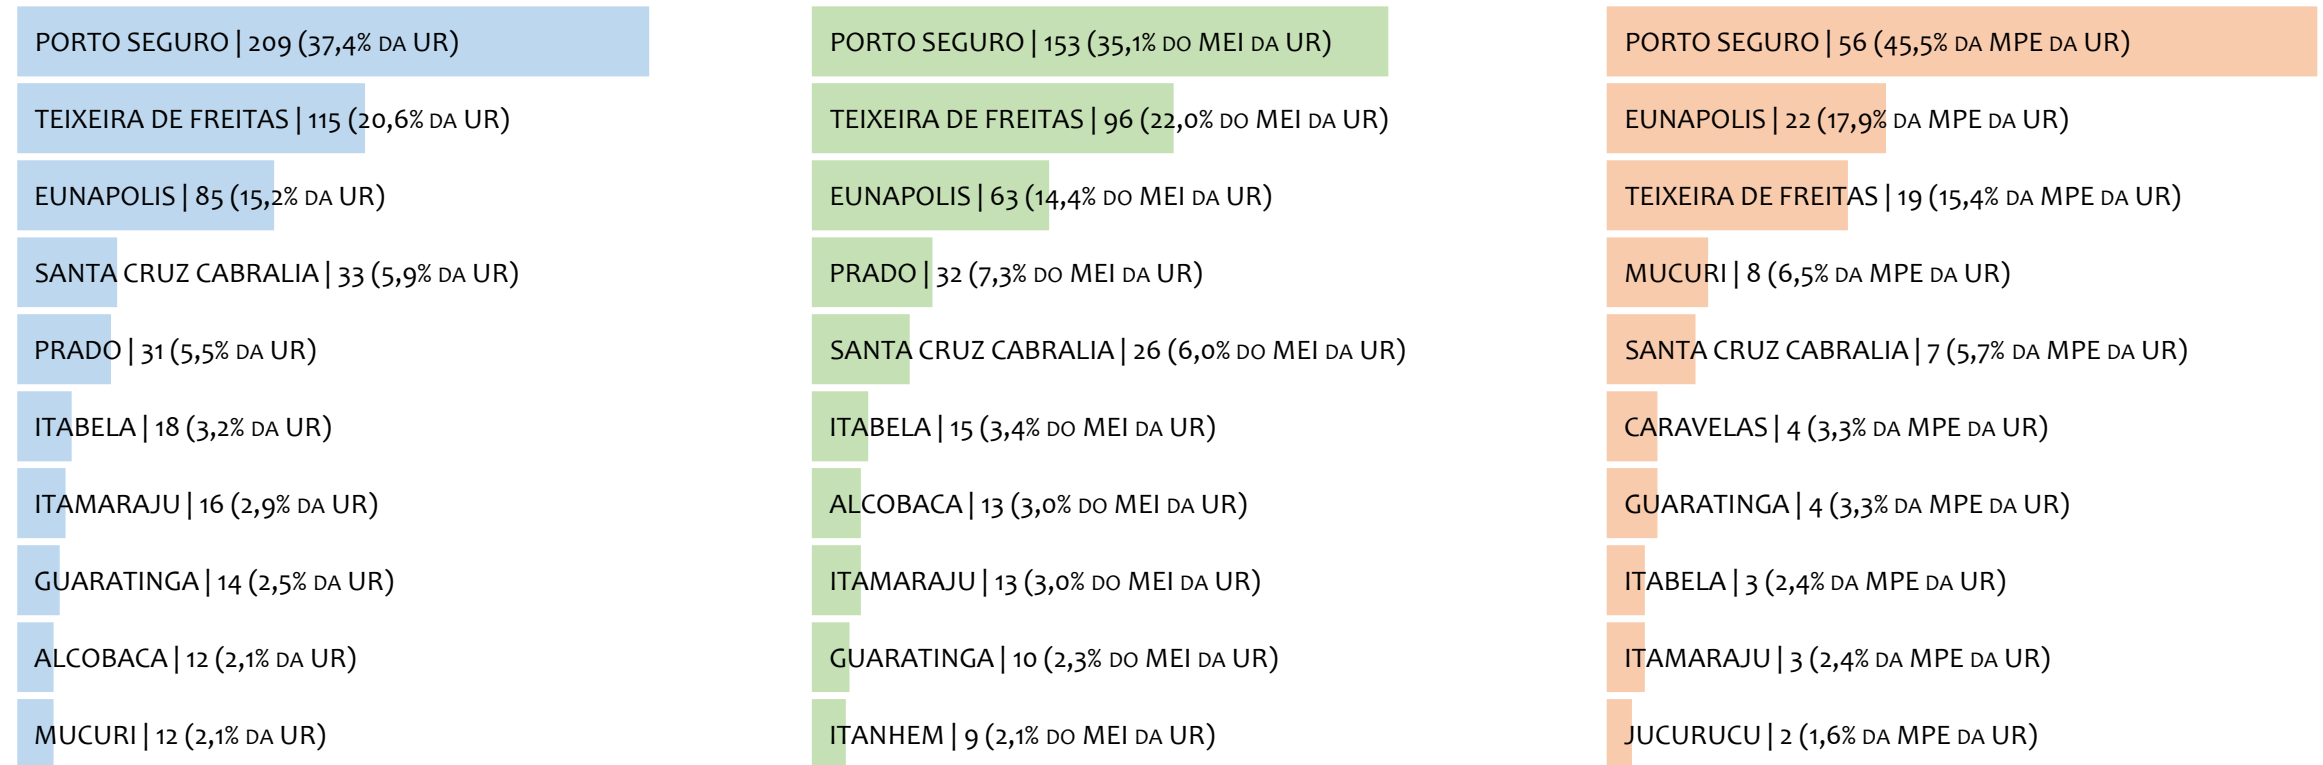 PORTO SEGURO | 209 (37,4% DA UR)
TEIXEIRA DE FREITAS | 115 (20,6% DA UR)
EUNAPOLIS | 85 (15,2% DA UR)
SANTA CRUZ CABRALIA | 33 (5,9% DA UR)
PRADO | 31 (5,5% DA UR)
ITABELA | 18 (3,2% DA UR)
ITAMARAJU | 16 (2,9% DA UR)
GUARATINGA | 14 (2,5% DA UR)
ALCOBACA | 12 (2,1% DA UR)
MUCURI | 12 (2,1% DA UR)
PORTO SEGURO | 153 (35,1% DO MEI DA UR)
TEIXEIRA DE FREITAS | 96 (22,0% DO MEI DA UR)
EUNAPOLIS | 63 (14,4% DO MEI DA UR)
PRADO | 32 (7,3% DO MEI DA UR)
SANTA CRUZ CABRALIA | 26 (6,0% DO MEI DA UR)
ITABELA | 15 (3,4% DO MEI DA UR)
ALCOBACA | 13 (3,0% DO MEI DA UR)
ITAMARAJU | 13 (3,0% DO MEI DA UR)
GUARATINGA | 10 (2,3% DO MEI DA UR)
ITANHEM | 9 (2,1% DO MEI DA UR)
PORTO SEGURO | 56 (45,5% DA MPE DA UR)
EUNAPOLIS | 22 (17,9% DA MPE DA UR)
TEIXEIRA DE FREITAS | 19 (15,4% DA MPE DA UR)
MUCURI | 8 (6,5% DA MPE DA UR)
SANTA CRUZ CABRALIA | 7 (5,7% DA MPE DA UR)
CARAVELAS | 4 (3,3% DA MPE DA UR)
GUARATINGA | 4 (3,3% DA MPE DA UR)
ITABELA | 3 (2,4% DA MPE DA UR)
ITAMARAJU | 3 (2,4% DA MPE DA UR)
JUCURUCU | 2 (1,6% DA MPE DA UR)